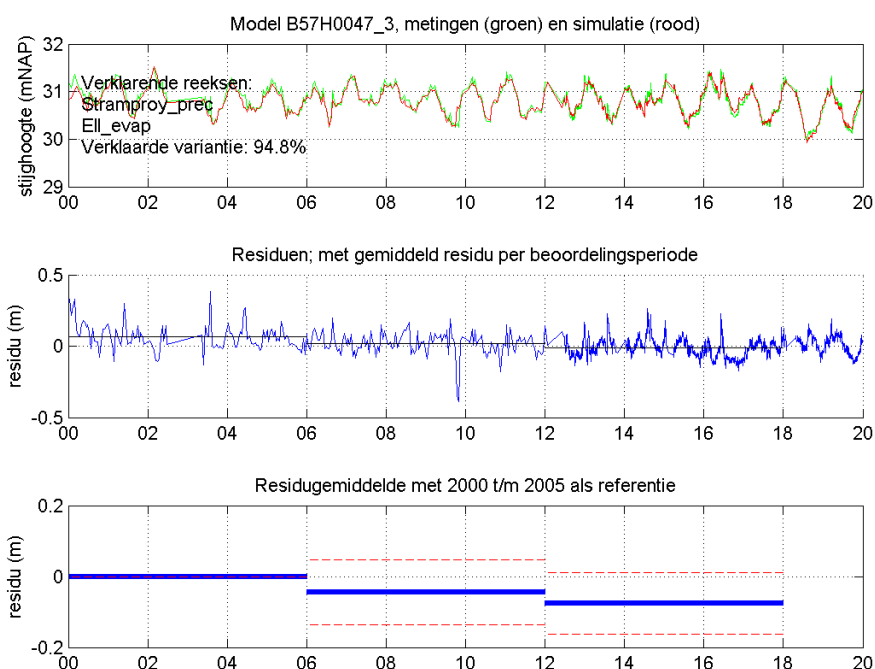 Model B57H0047_3, metingen (groen) en simulatie (rood)
stijghoogte (mNAP)
32
31
30
29
Verklarende reeksen:
Stramproy_prec
Ell_evap
Verklaarde variantie: 94.8%
00 02 04 06 08 10 12 14 16 18 20
Residuen; met gemiddeld residu per beoordelingsperiode
residu (m)
0.5
0
-0.5
00 02 04 06 08 10 12 14 16 18 20
Residugemiddelde met 2000 t/m 2005 als referentie
residu (m)
0.2
0
-0.2
00 02 04 06 08 10 12 14 16 18 20